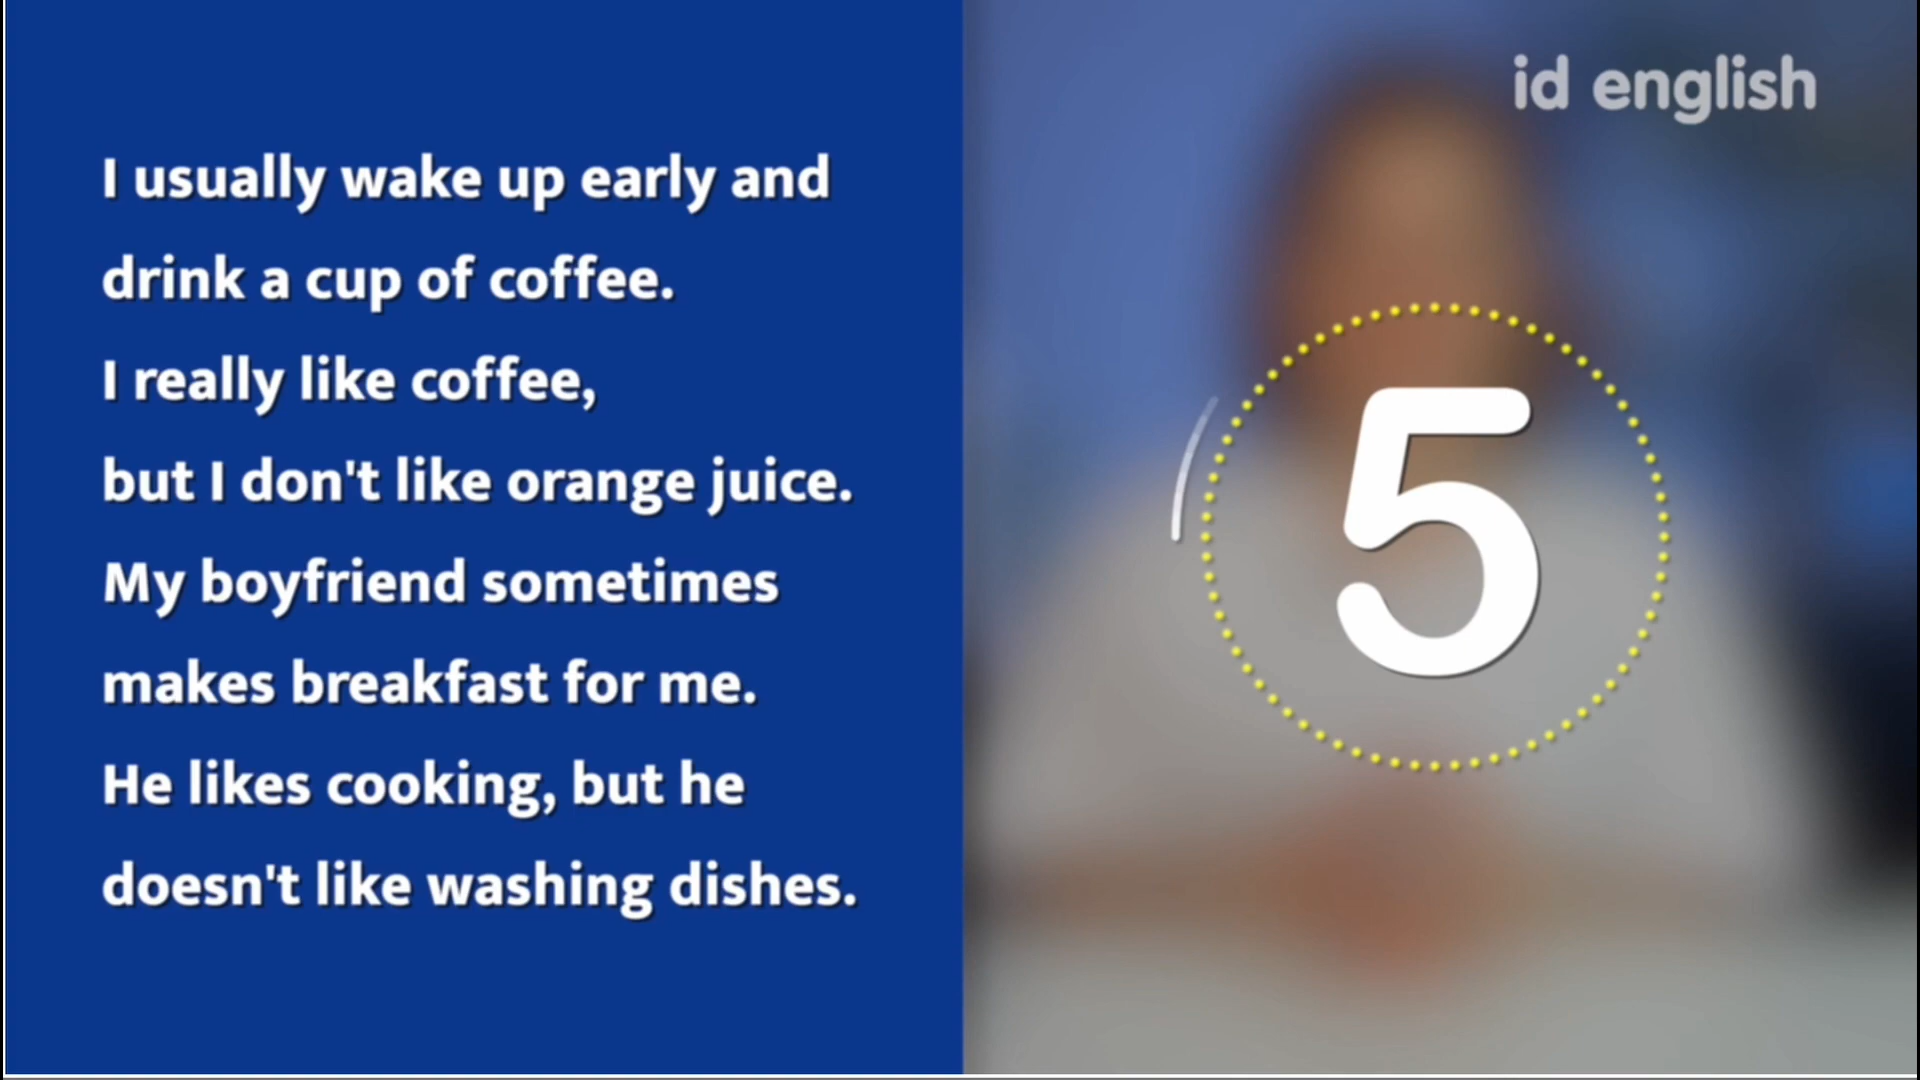 I usually wake up early and
drink a cup of coffee.
I really like coffee,
but I don't like orange juice.
My boyfriend sometimes
makes breakfast for me.
He likes cooking, but he
doesn't like washing dishes.
id english
5